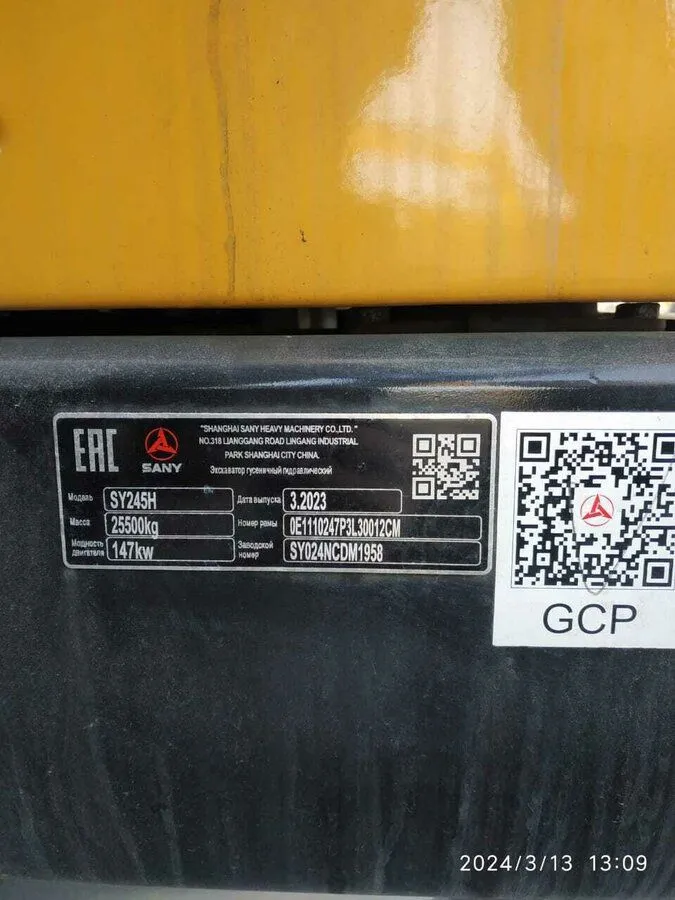 EAC
SANY
"SHANGHAI SANY HEAVY MACHINERY CO.,LTD. "
NO.318 LIANGGANG ROAD LINGANG INDUSTRIAL
PARK SHANGHAI CITY CHINA.
Экскаватор гусеничный гидравлический
Модель SY245H Дата выпуска 3.2023
Масса 25500kg Номер рамы 0E1110247P3L30012CM
Мощность двигателя 147kw Заводской номер SY024NCDM1958
GCP
2024/3/13 13:09